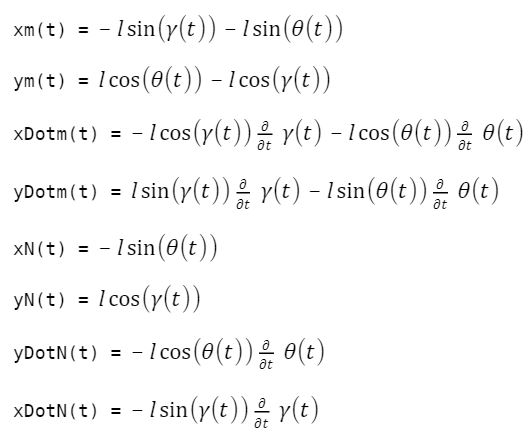 xm(t) = − l sin(γ(t)) − l sin(θ(t))
ym(t) = l cos(θ(t)) − l cos(γ(t))
xDotm(t) = − l cos(γ(t)) ∂/∂t γ(t) − l cos(θ(t)) ∂/∂t θ(t)
yDotm(t) = l sin(γ(t)) ∂/∂t γ(t) − l sin(θ(t)) ∂/∂t θ(t)
xN(t) = − l sin(θ(t))
yN(t) = l cos(γ(t))
yDotN(t) = − l cos(θ(t)) ∂/∂t θ(t)
xDotN(t) = − l sin(γ(t)) ∂/∂t γ(t)